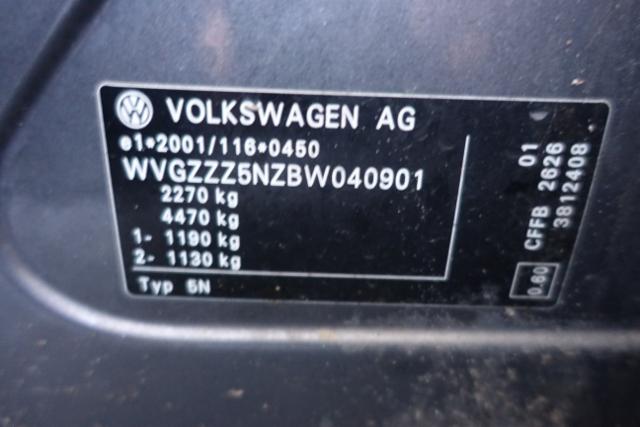 VOLKSWAGEN AG
e1*2001/116*0450
WVGZZZ5NZBW040901
2270 kg
4470 kg
1- 1190 kg
2- 1130 kg
Typ 5N
01
CFFB 2626
3812408
0.60